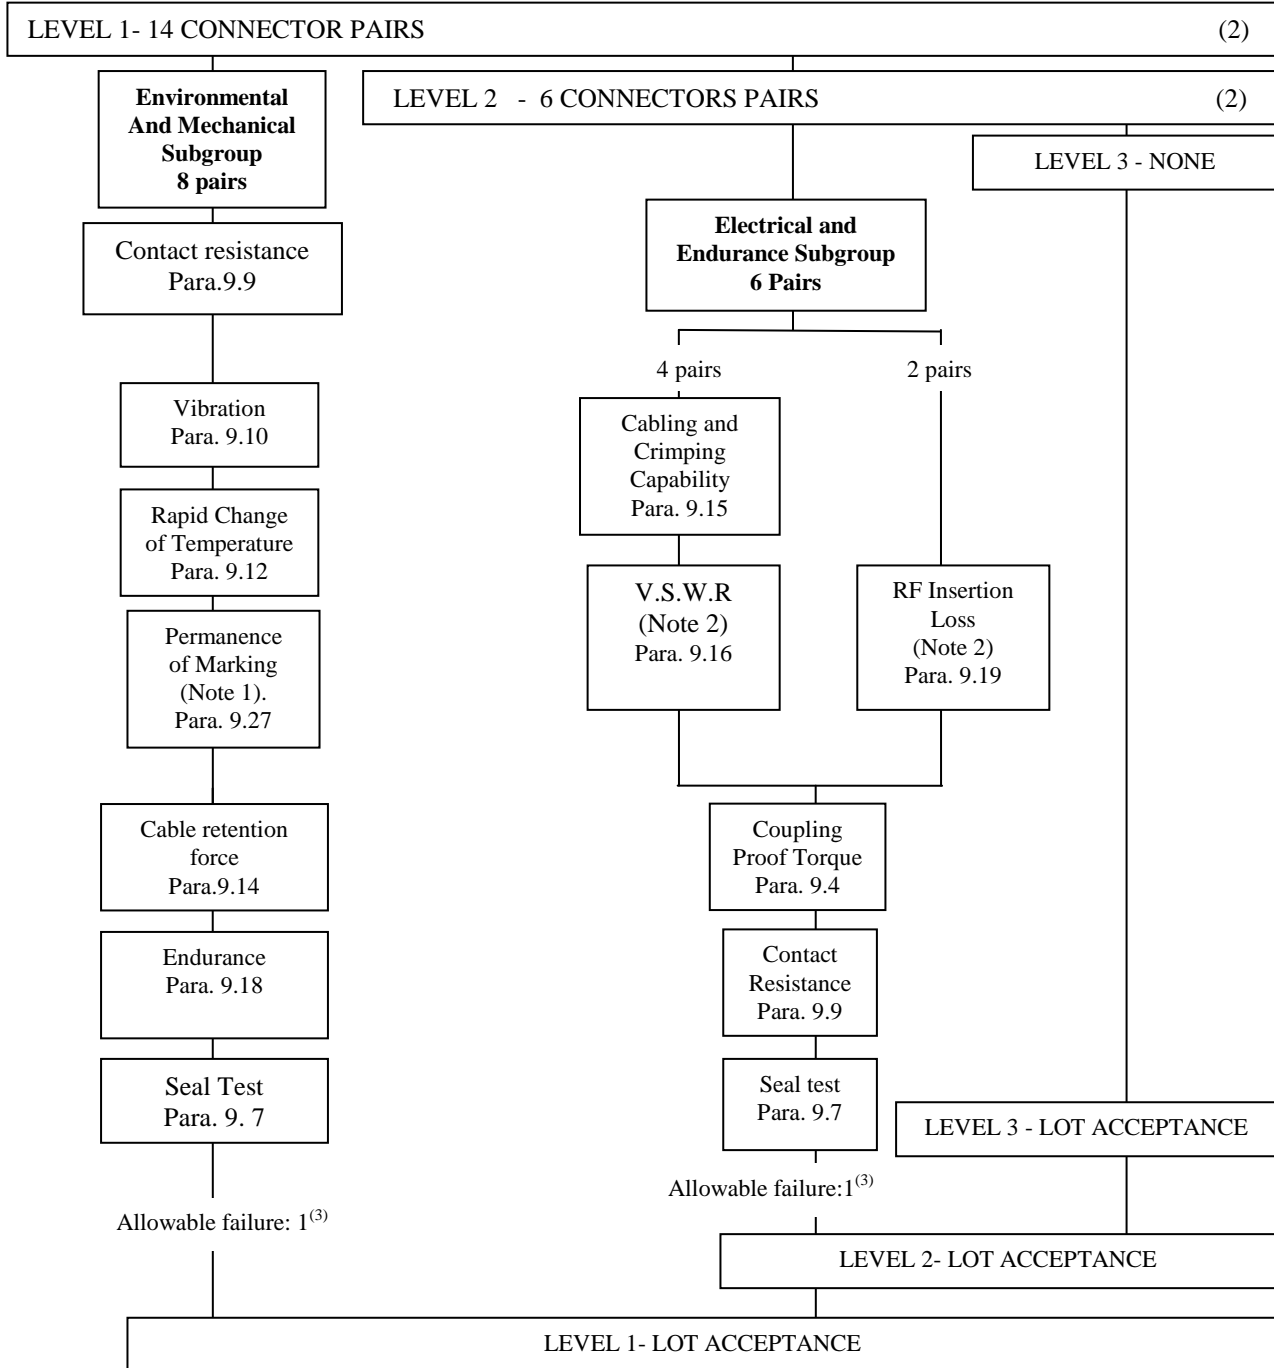 LEVEL 1- 14 CONNECTOR PAIRS (2)
Environmental
And Mechanical
Subgroup
8 pairs
LEVEL 2 - 6 CONNECTORS PAIRS (2)
LEVEL 3 - NONE
Contact resistance
Para.9.9
Electrical and
Endurance Subgroup
6 Pairs
4 pairs
2 pairs
Vibration
Para. 9.10
Cabling and
Crimping
Capability
Para. 9.15
Rapid Change
of Temperature
Para. 9.12
V.S.W.R
(Note 2)
Para. 9.16
RF Insertion
Loss
(Note 2)
Para. 9.19
Permanence
of Marking
(Note 1).
Para. 9.27
Cable retention
force
Para.9.14
Coupling
Proof Torque
Para. 9.4
Endurance
Para. 9.18
Contact
Resistance
Para. 9.9
Seal Test
Para. 9. 7
Seal test
Para. 9.7
LEVEL 3 - LOT ACCEPTANCE
Allowable failure:1(3)
Allowable failure: 1(3)
LEVEL 2- LOT ACCEPTANCE
LEVEL 1- LOT ACCEPTANCE